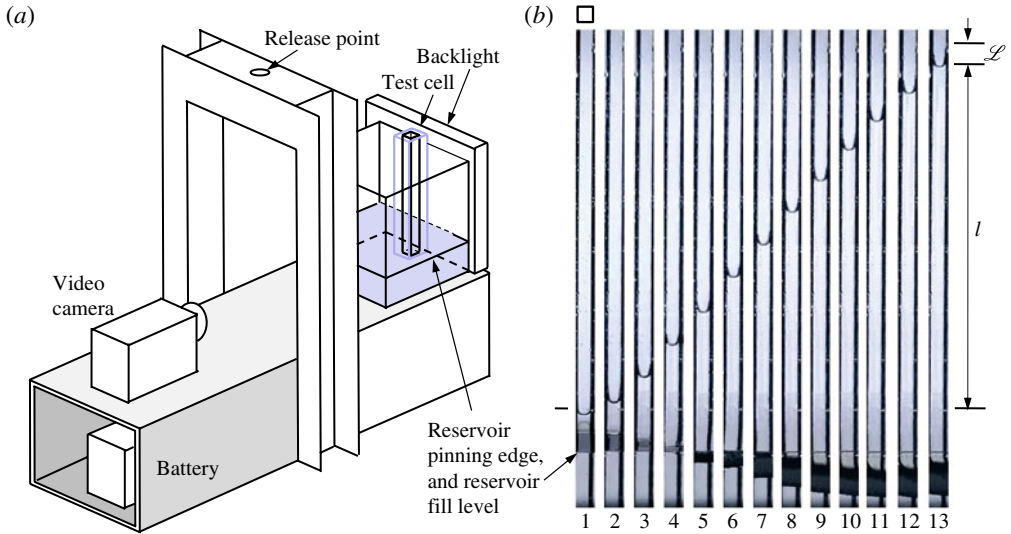 (a)
Release point
Backlight
Test cell
Video
camera
Battery
Reservoir
pinning edge,
and reservoir
fill level
(b)
ℒ
l
1 2 3 4 5 6 7 8 9 10 11 12 13